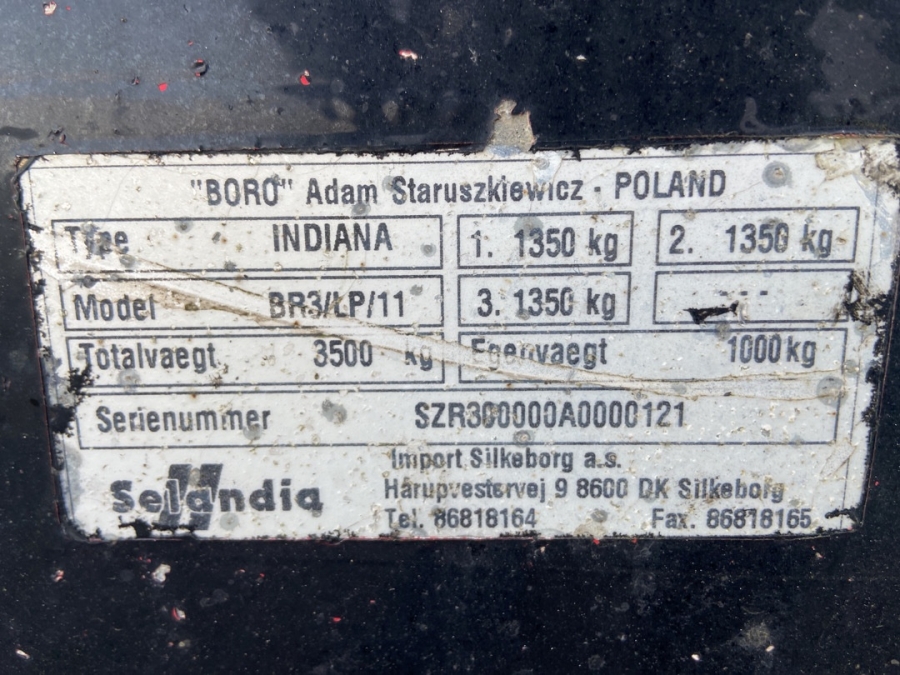 "BORO" Adam Staruszkiewicz - POLAND
Type INDIANA 1. 1350 kg 2. 1350 kg
Model BR3/LP/11 3. 1350 kg ---
Totalvaegt 3500 kg Egenvaegt 1000 kg
Serienummer SZR300000A0000121
Selandia
Import Silkeborg a.s.
Hårupvestervej 9 8600 DK Silkeborg
Tel. 86818164 Fax. 86818165